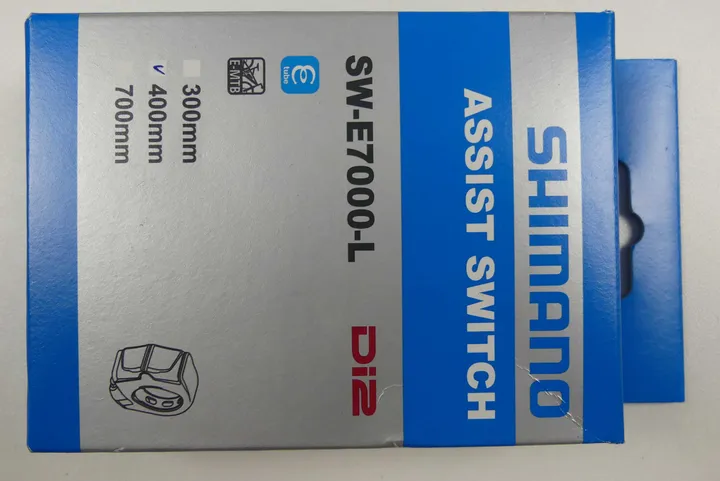 SHIMANO
ASSIST SWITCH
SW-E7000-L
Di2
e tube
E-MTB
300mm
400mm
700mm